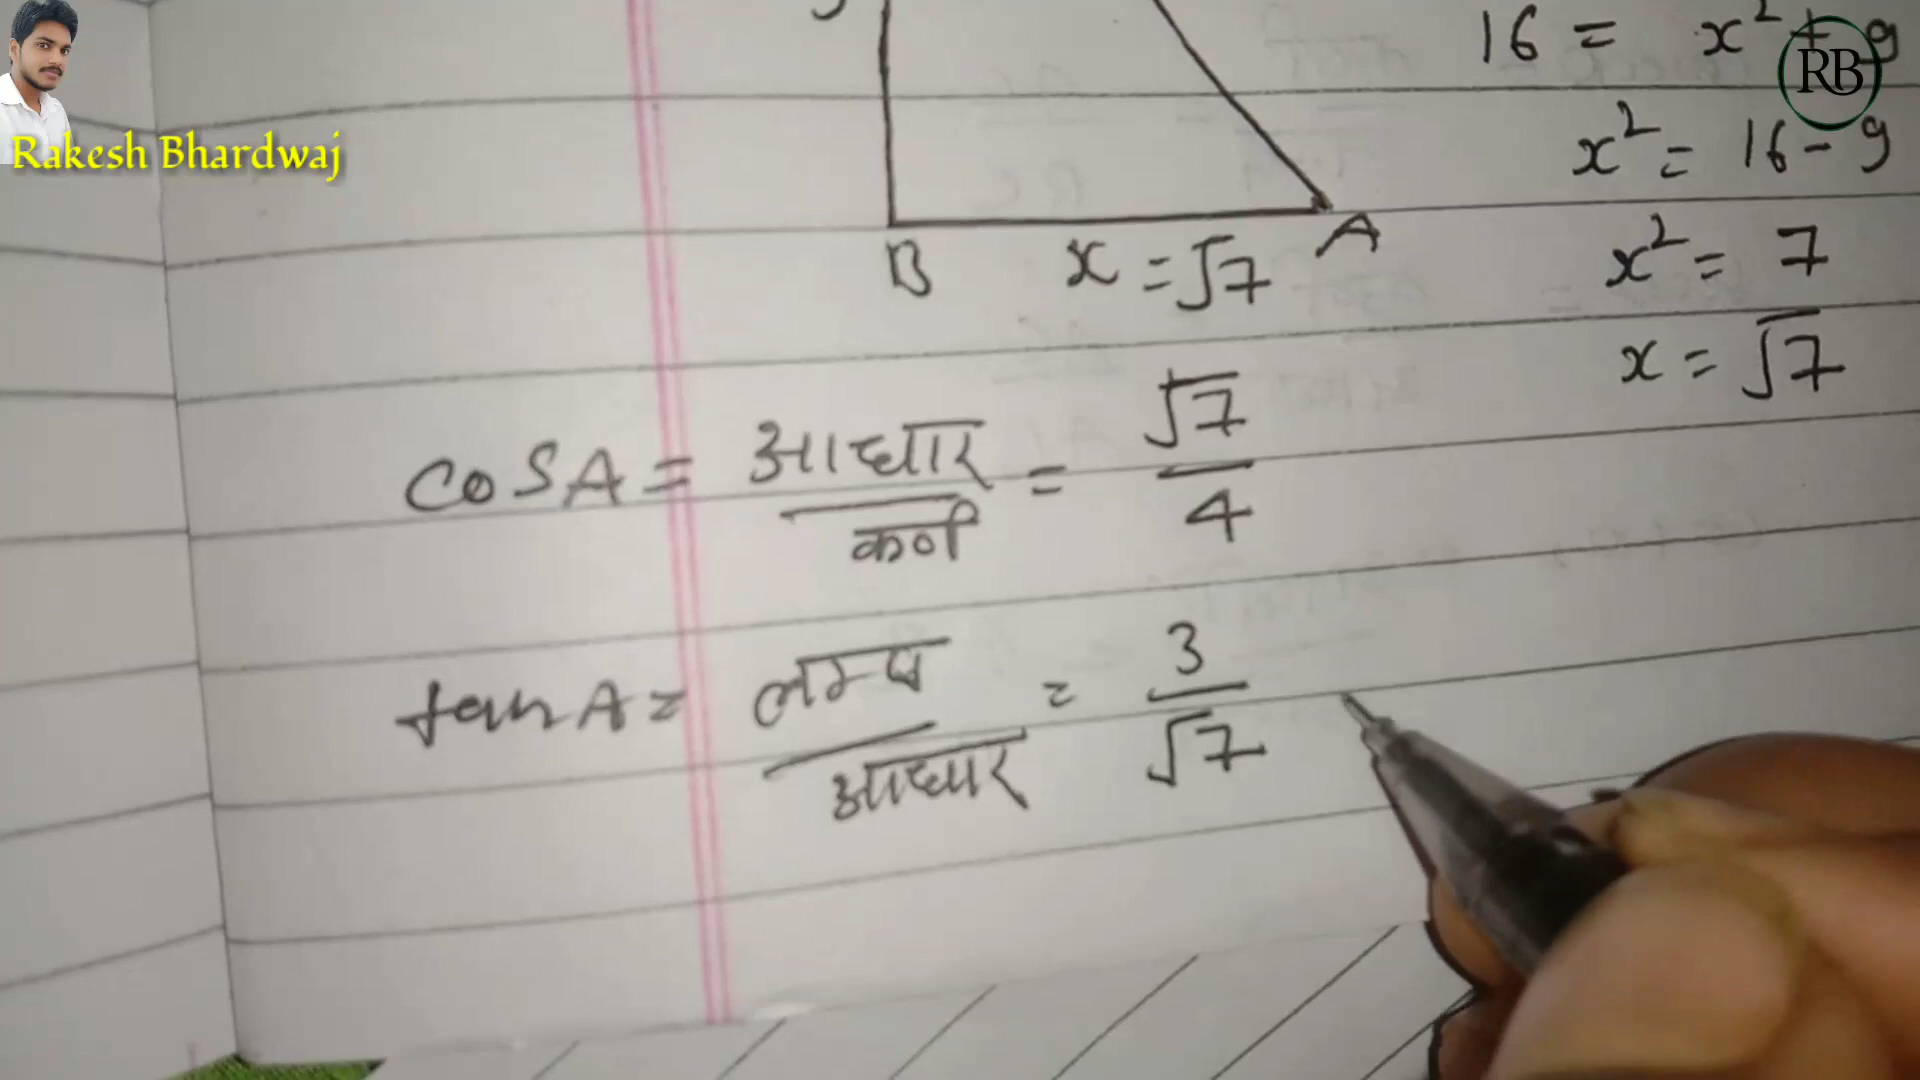 16 = x² + 9
RB
Rakesh Bhardwaj
x² = 16 - 9
B x = √7 A
x² = 7
x = √7
cosA = आधार / कर्ण = √7 / 4
tanA = लम्ब / आधार = 3 / √7